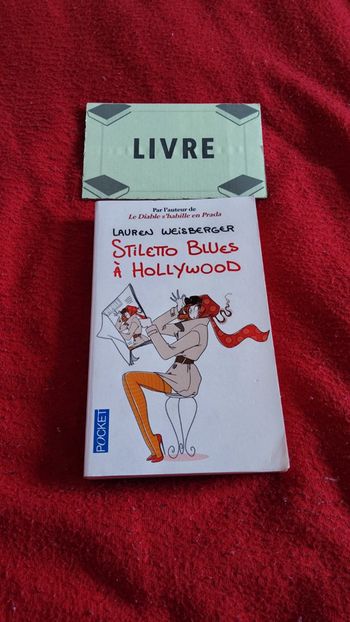 LIVRE
Par l'auteur de
Le Diable s'habille en Prada
LAUREN WEISBERGER
STILETTO BLUES
À HOLLYWOOD
POCKET